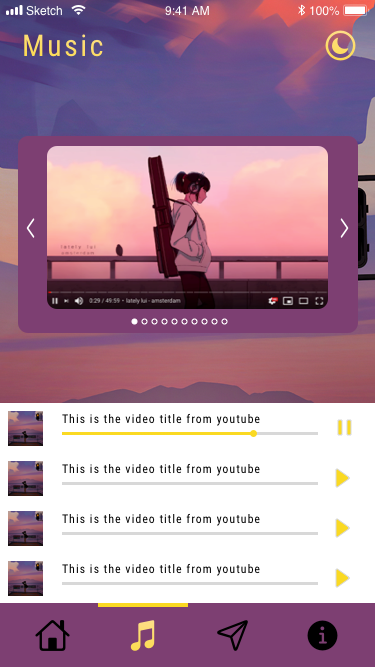 Sketch
9:41 AM
100%
Music
lately lui
amsterdam
0:29 / 49:59 • lately lui - amsterdam
This is the video title from youtube
This is the video title from youtube
This is the video title from youtube
This is the video title from youtube